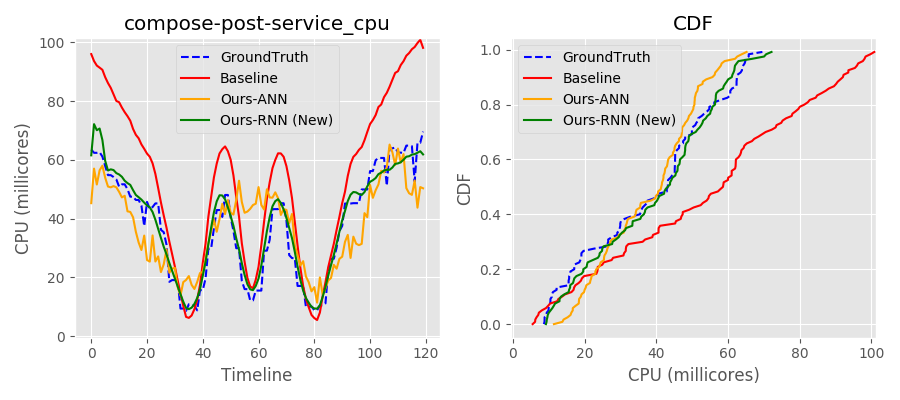 compose-post-service_cpu
GroundTruth
Baseline
Ours-ANN
Ours-RNN (New)
100
80
60
40
20
0
CPU (millicores)
0 20 40 60 80 100 120
Timeline
CDF
GroundTruth
Baseline
Ours-ANN
Ours-RNN (New)
1.0
0.8
0.6
0.4
0.2
0.0
CDF
0 20 40 60 80 100
CPU (millicores)